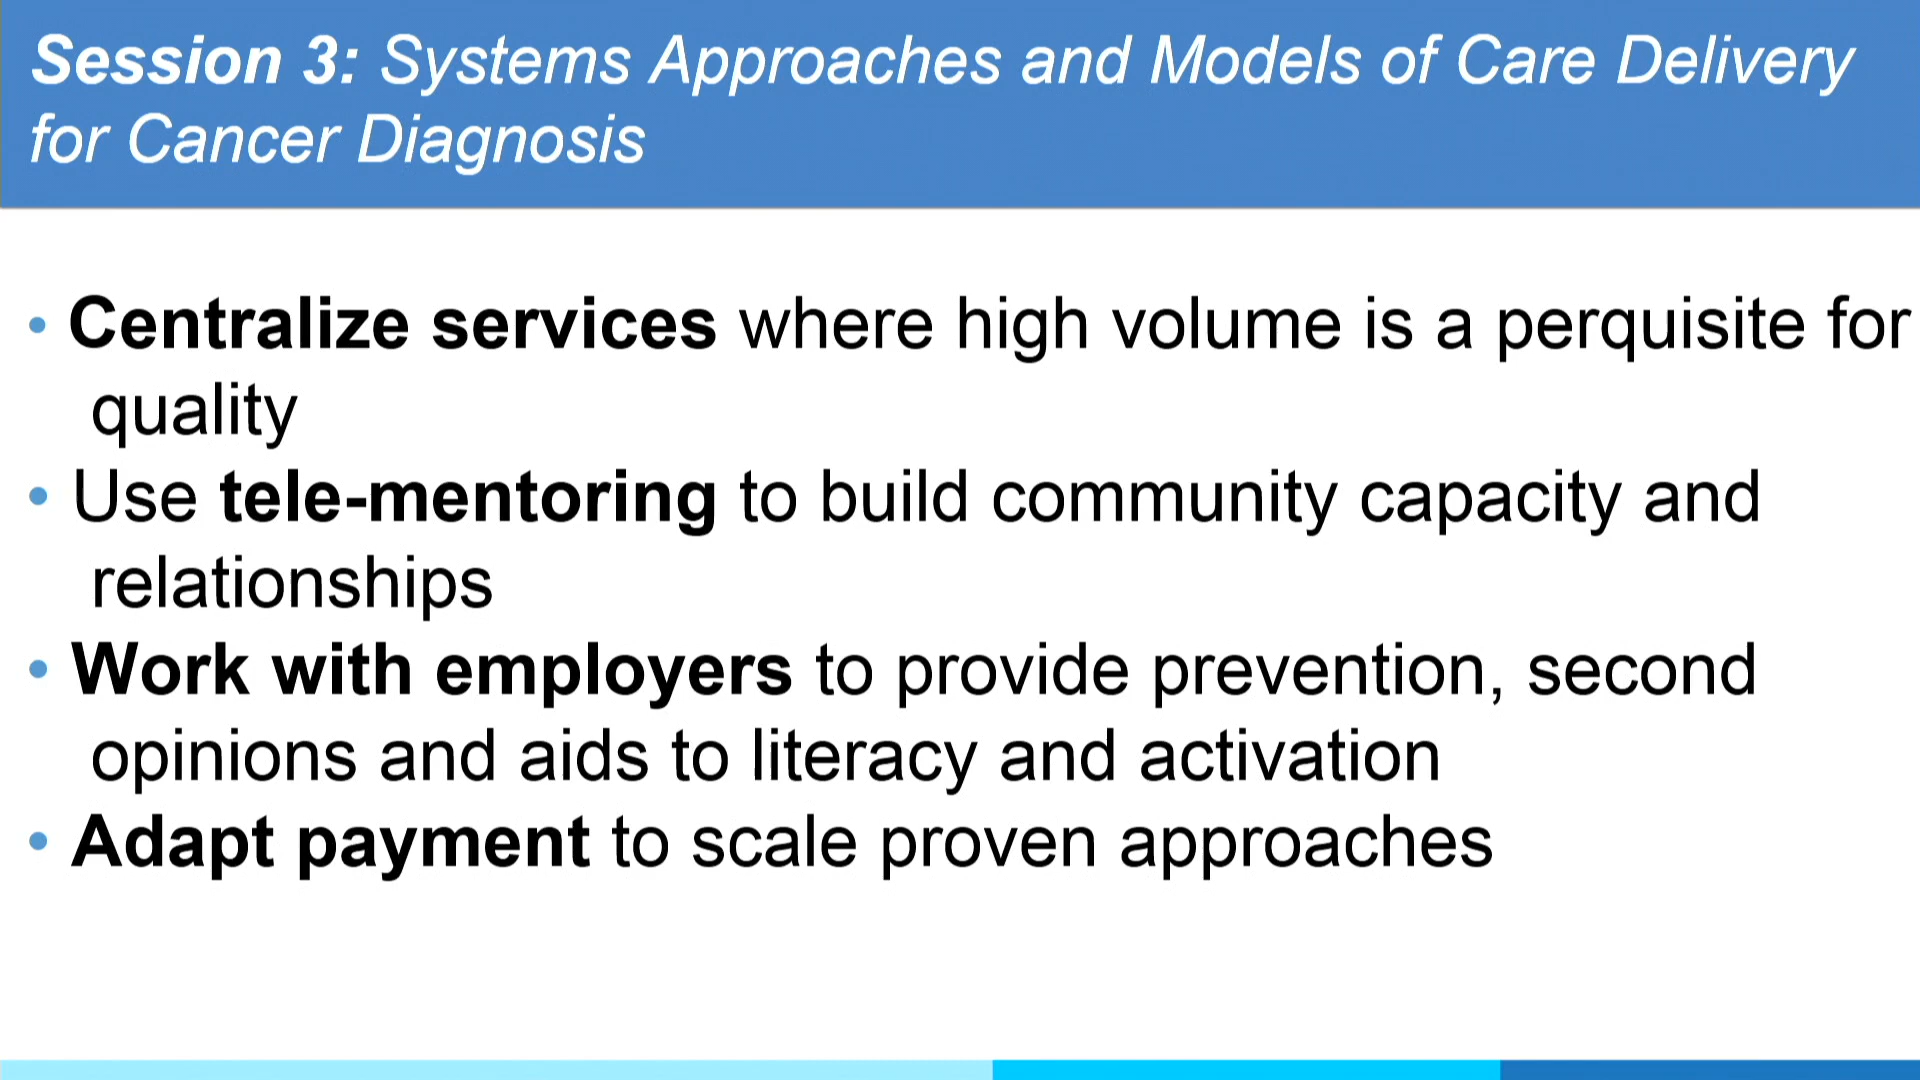 Session 3: Systems Approaches and Models of Care Delivery
for Cancer Diagnosis
• Centralize services where high volume is a perquisite for
quality
• Use tele-mentoring to build community capacity and
relationships
• Work with employers to provide prevention, second
opinions and aids to literacy and activation
• Adapt payment to scale proven approaches